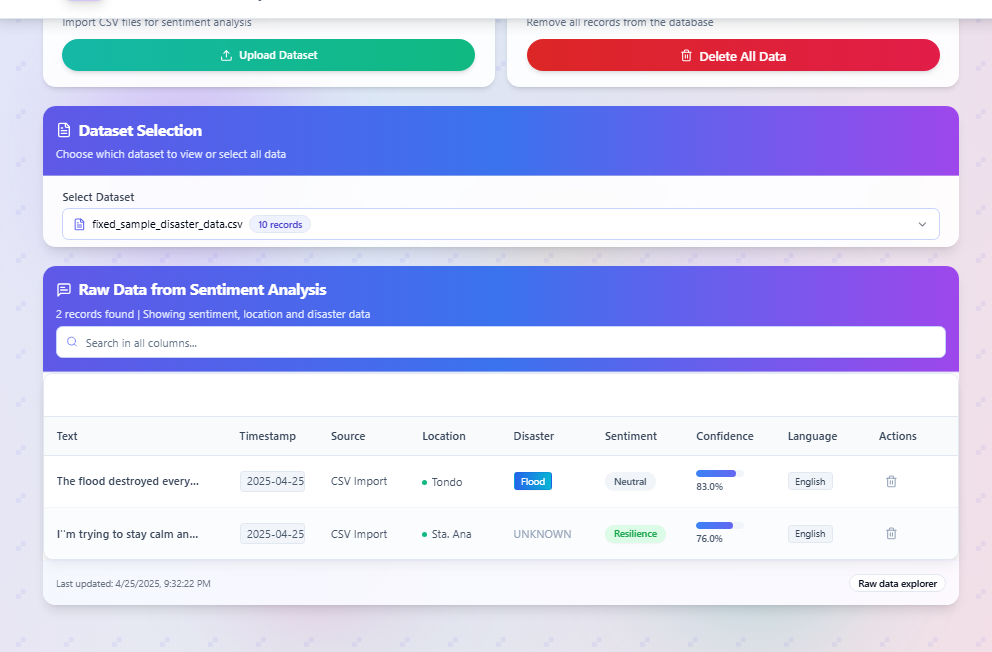 Import CSV files for sentiment analysis
Upload Dataset
Remove all records from the database
Delete All Data
Dataset Selection
Choose which dataset to view or select all data
Select Dataset
fixed_sample_disaster_data.csv 10 records
Raw Data from Sentiment Analysis
2 records found | Showing sentiment, location and disaster data
Search in all columns...
Text Timestamp Source Location Disaster Sentiment Confidence Language Actions
The flood destroyed every... 2025-04-25 CSV Import Tondo Flood Neutral 83.0% English
I''m trying to stay calm an... 2025-04-25 CSV Import Sta. Ana UNKNOWN Resilience 76.0% English
Last updated: 4/25/2025, 9:32:22 PM
Raw data explorer